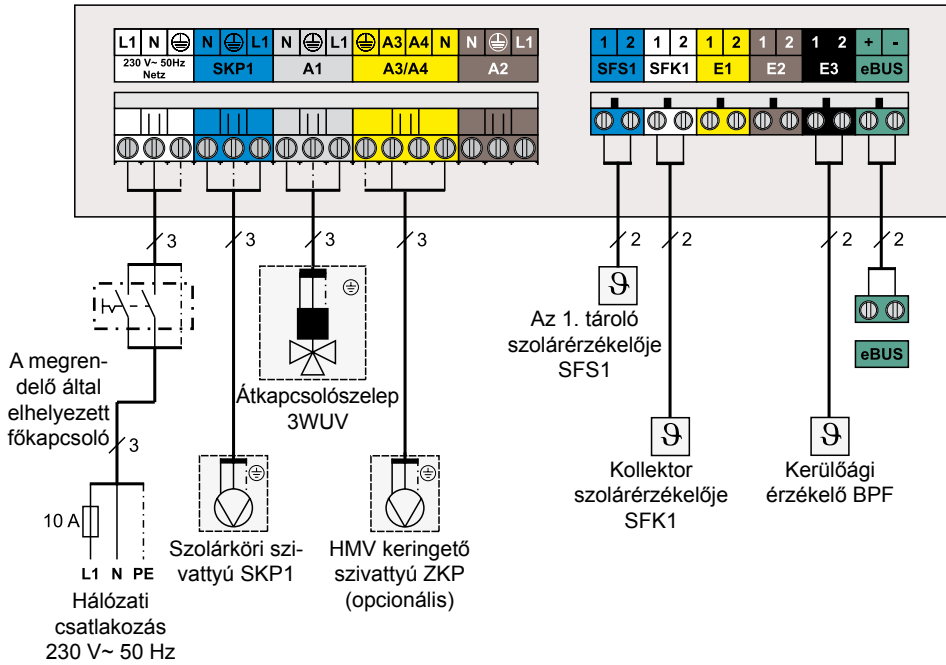 L1 N N L1 N L1 A3 A4 N N L1
230 V~ 50Hz
Netz
SKP1 A1 A3/A4 A2
1 2 1 2 1 2 1 2 1 2 + -
SFS1 SFK1 E1 E2 E3 eBUS
3 3 3 3 2 2 2 2
A megren-
delő által
elhelyezett
főkapcsoló
3
10 A
L1 N PE
Hálózati
csatlakozás
230 V~ 50 Hz
Szolárköri szi-
vattyú SKP1
Átkapcsolószelep
3WUV
HMV keringető
szivattyú ZKP
(opcionális)
ϑ
Az 1. tároló
szolárérzékelője
SFS1
ϑ
Kollektor
szolárérzékelője
SFK1
ϑ
Kerülőági
érzékelő BPF
eBUS